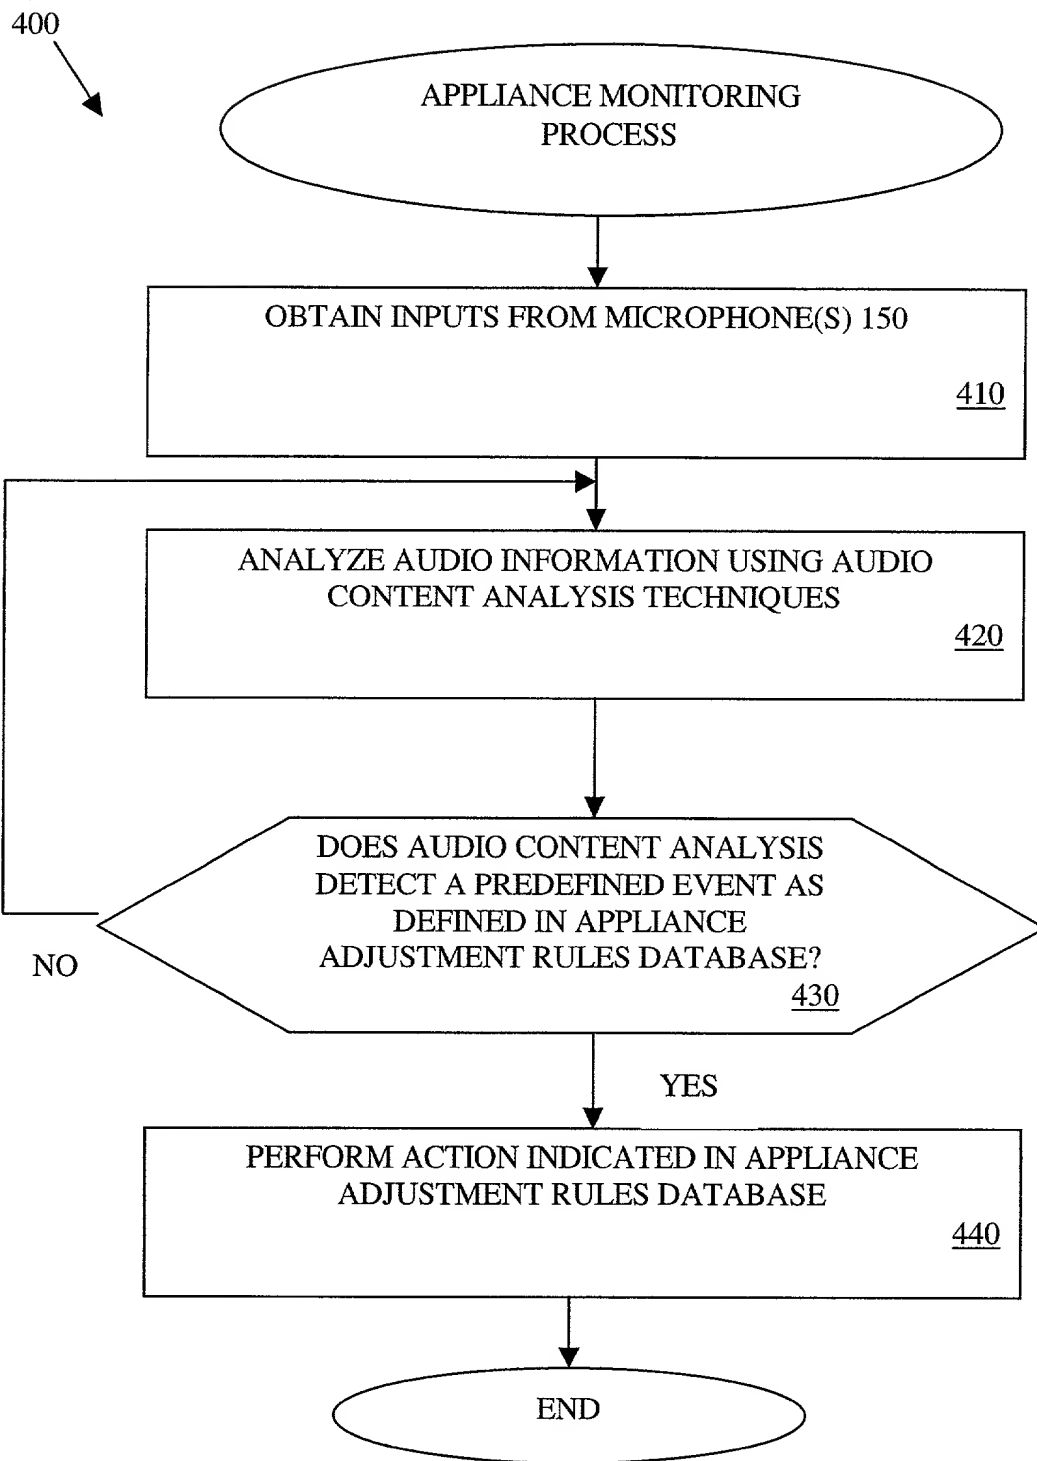 400
APPLIANCE MONITORING
PROCESS
OBTAIN INPUTS FROM MICROPHONE(S) 150
410
ANALYZE AUDIO INFORMATION USING AUDIO
CONTENT ANALYSIS TECHNIQUES
420
DOES AUDIO CONTENT ANALYSIS
DETECT A PREDEFINED EVENT AS
DEFINED IN APPLIANCE
ADJUSTMENT RULES DATABASE?
NO
430
YES
PERFORM ACTION INDICATED IN APPLIANCE
ADJUSTMENT RULES DATABASE
440
END